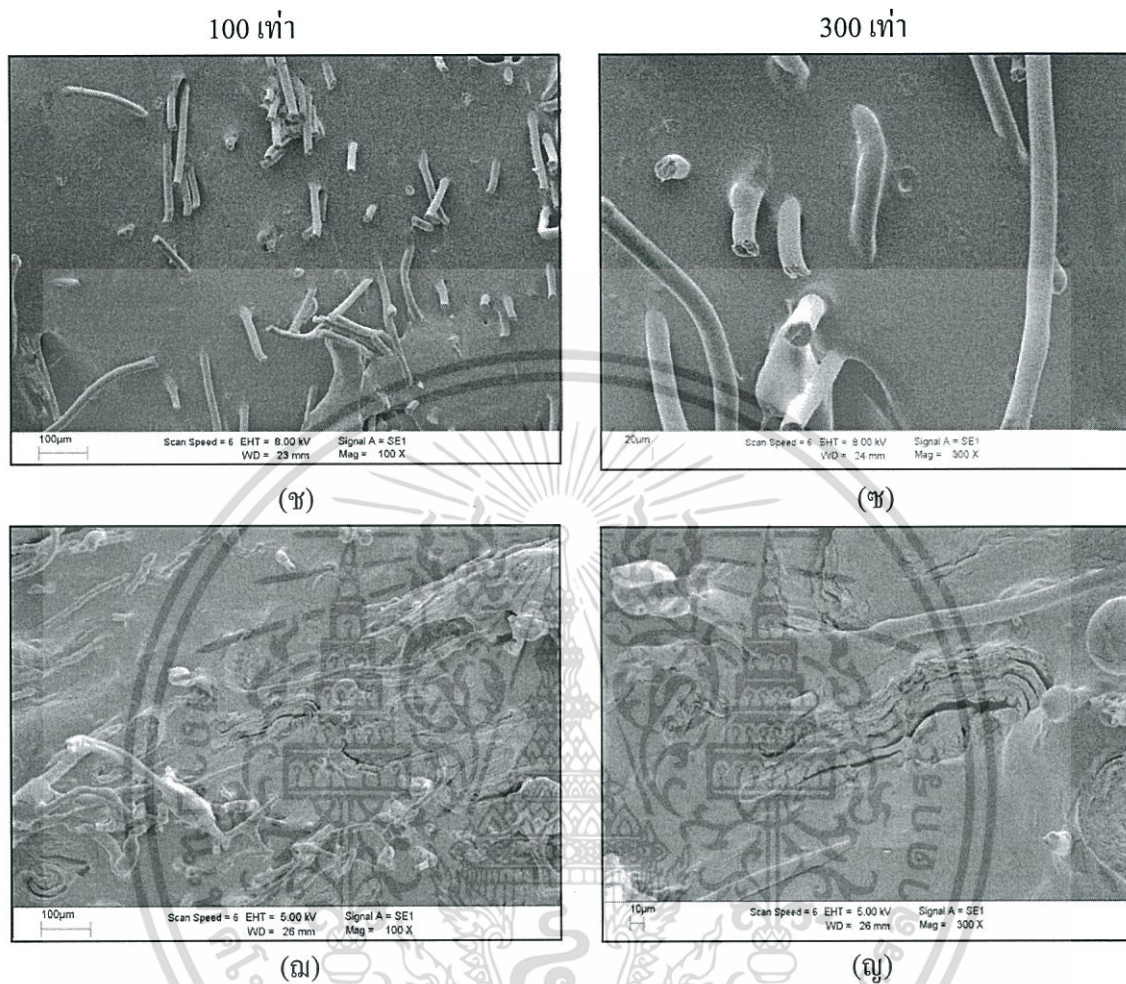 100 เท่า
300 เท่า
100µm
Scan Speed = 6 EHT = 8.00 kV Signal A = SE1
WD = 23 mm Mag = 100 X
20µm
Scan Speed = 6 EHT = 8.00 kV Signal A = SE1
WD = 24 mm Mag = 300 X
(ช)
(ซ)
100µm
Scan Speed = 6 EHT = 5.00 kV Signal A = SE1
WD = 26 mm Mag = 100 X
10µm
Scan Speed = 6 EHT = 5.00 kV Signal A = SE1
WD = 26 mm Mag = 300 X
(ฌ)
(ญ)